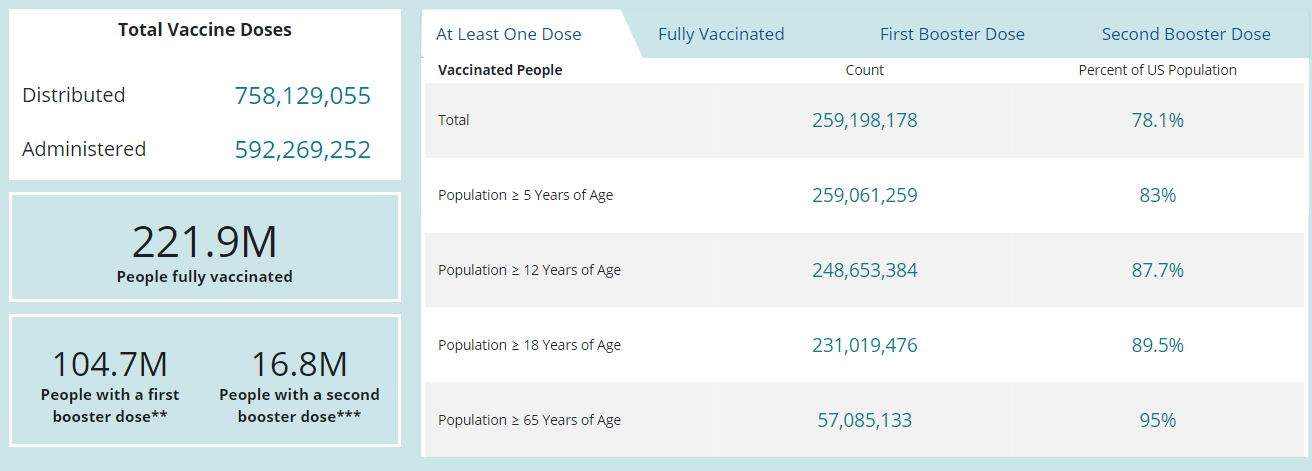 Total Vaccine Doses
Distributed 758,129,055
Administered 592,269,252
221.9M
People fully vaccinated
104.7M 16.8M
People with a first People with a second
booster dose** booster dose***
At Least One Dose Fully Vaccinated First Booster Dose Second Booster Dose
Vaccinated People Count Percent of US Population
Total 259,198,178 78.1%
Population ≥ 5 Years of Age 259,061,259 83%
Population ≥ 12 Years of Age 248,653,384 87.7%
Population ≥ 18 Years of Age 231,019,476 89.5%
Population ≥ 65 Years of Age 57,085,133 95%